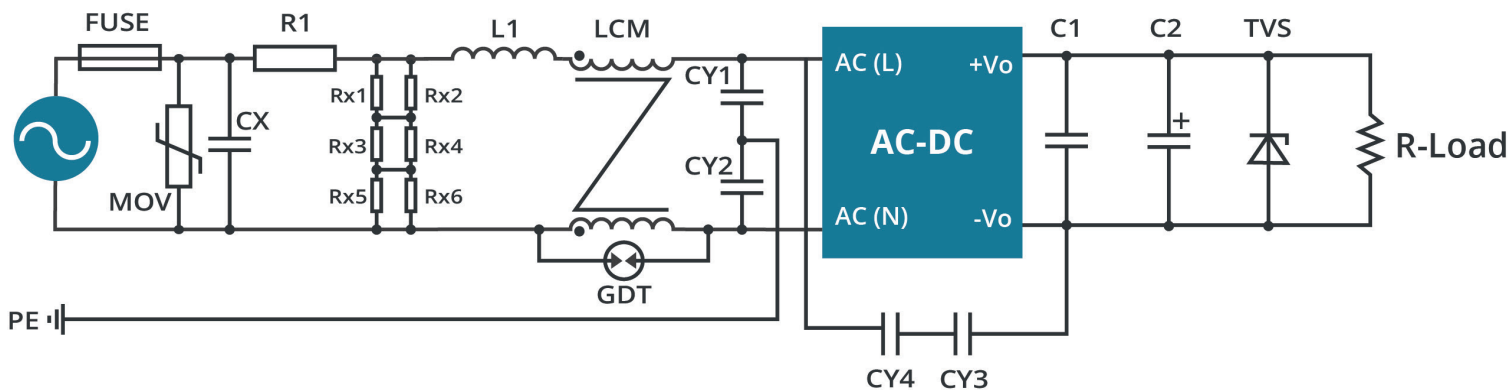 FUSE
R1
L1
LCM
C1
C2
TVS
AC (L)
+Vo
CY1
Rx1
Rx2
CX
+
AC-DC
Rx3
Rx4
R-Load
CY2
MOV
Rx5
Rx6
AC (N)
-Vo
GDT
PE
CY4
CY3